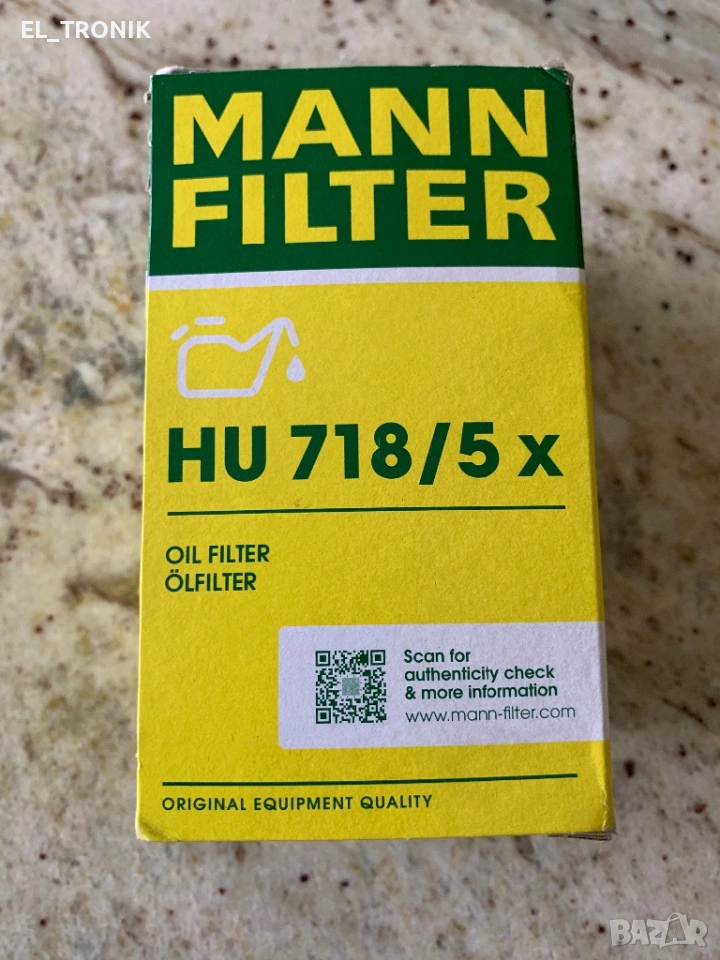 EL_TRONIK
MANN
FILTER
HU 718/5 x
OIL FILTER
ÖLFILTER
Scan for
authenticity check
& more information
www.mann-filter.com
ORIGINAL EQUIPMENT QUALITY
BAZAR